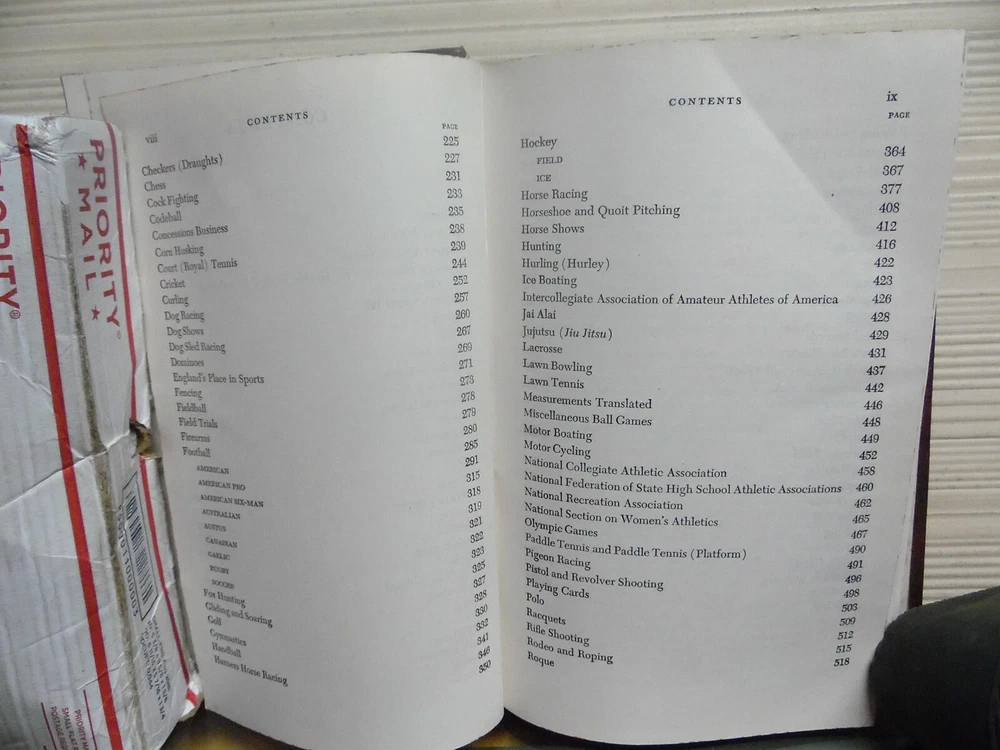 PRIORITY
★ MAIL ★
viii
CONTENTS
PAGE
Checkers (Draughts) 225
Chess 227
Cock Fighting 231
Codeball 233
Concessions Business 235
Corn Husking 238
Court (Royal) Tennis 239
Cricket 244
Curling 252
Dog Racing 257
Dog Shows 260
Dog Sled Racing 267
Dominoes 269
England's Place in Sports 271
Fencing 273
Fieldball 278
Field Trials 279
Firearms 280
Football 285
AMERICAN 291
AMERICAN PRO 315
AMERICAN SIX-MAN 318
AUSTRALIAN 319
AUSTUS 321
CANADIAN 322
GAELIC 323
RUGBY 325
SOCCER 327
Fox Hunting 328
Gliding and Soaring 330
Golf 332
Gymnastics 341
Handball 346
Harness Horse Racing 350
CONTENTS
ix
PAGE
Hockey
FIELD 364
ICE 367
Horse Racing 377
Horseshoe and Quoit Pitching 408
Horse Shows 412
Hunting 416
Hurling (Hurley) 422
Ice Boating 423
Intercollegiate Association of Amateur Athletes of America 426
Jai Alai 428
Jujutsu (Jiu Jitsu) 429
Lacrosse 431
Lawn Bowling 437
Lawn Tennis 442
Measurements Translated 446
Miscellaneous Ball Games 448
Motor Boating 449
Motor Cycling 452
National Collegiate Athletic Association 458
National Federation of State High School Athletic Associations 460
National Recreation Association 462
National Section on Women's Athletics 465
Olympic Games 467
Paddle Tennis and Paddle Tennis (Platform) 490
Pigeon Racing 491
Pistol and Revolver Shooting 496
Playing Cards 498
Polo 503
Racquets 509
Rifle Shooting 512
Rodeo and Roping 515
Roque 518